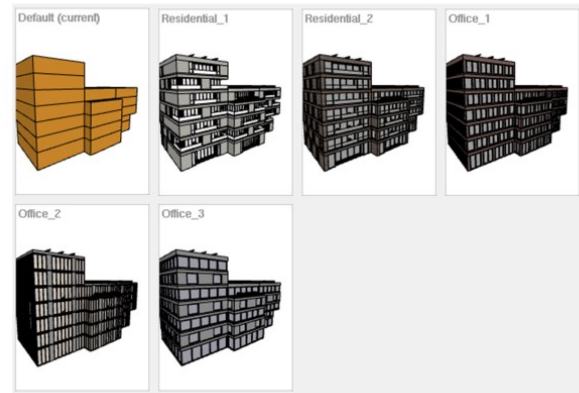 Default (current)
Residential_1
Residential_2
Office_1
Office_2
Office_3